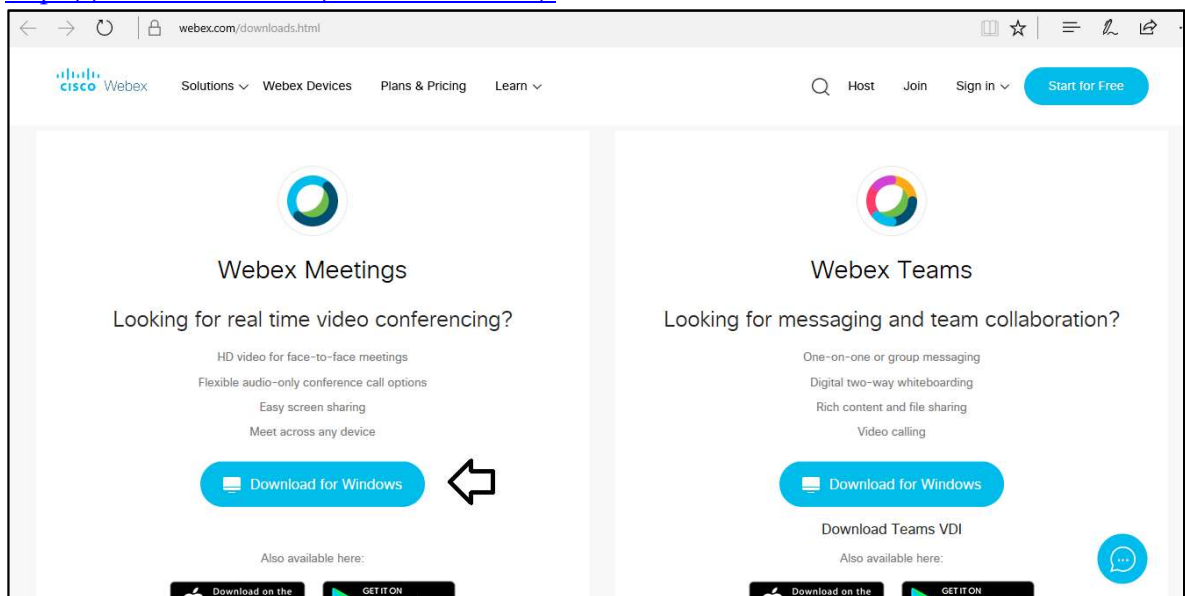 webex.com/downloads.html
CISCO Webex Solutions Webex Devices Plans & Pricing Learn Host Join Sign in Start for Free
Webex Meetings
Looking for real time video conferencing?
HD video for face-to-face meetings
Flexible audio-only conference call options
Easy screen sharing
Meet across any device
Download for Windows
Also available here:
Download on the
GET IT ON
Webex Teams
Looking for messaging and team collaboration?
One-on-one or group messaging
Digital two-way whiteboarding
Rich content and file sharing
Video calling
Download for Windows
Download Teams VDI
Also available here:
Download on the
GET IT ON